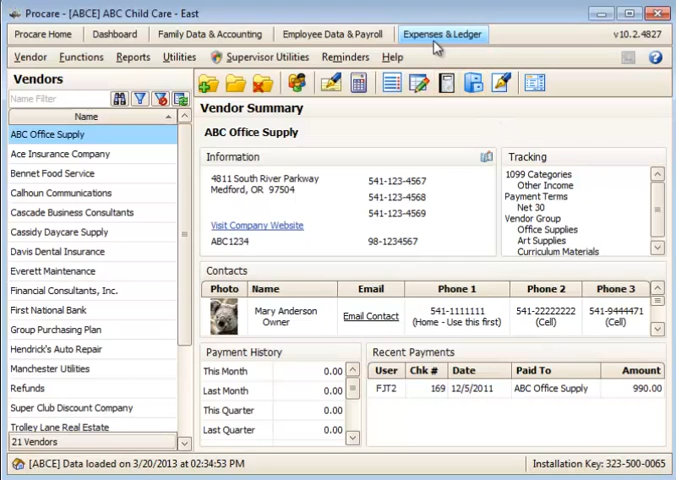 Procare - [ABCE] ABC Child Care - East
Procare Home Dashboard Family Data & Accounting Employee Data & Payroll Expenses & Ledger v10.2.4827
Vendor Functions Reports Utilities Supervisor Utilities Reminders Help
Vendors
Name Filter
Name
ABC Office Supply
Ace Insurance Company
Bennet Food Service
Calhoun Communications
Cascade Business Consultants
Cassidy Daycare Supply
Davis Dental Insurance
Everett Maintenance
Financial Consultants, Inc.
First National Bank
Group Purchasing Plan
Hendrick's Auto Repair
Manchester Utilities
Refunds
Super Club Discount Company
Trolley Lane Real Estate
21 Vendors
Vendor Summary
ABC Office Supply
Information
4811 South River Parkway
Medford, OR 97504
541-123-4567
541-123-4568
541-123-4569
Visit Company Website
ABC1234 98-1234567
Tracking
1099 Categories
Other Income
Payment Terms
Net 30
Vendor Group
Office Supplies
Art Supplies
Curriculum Materials
Contacts
Photo Name Email Phone 1 Phone 2 Phone 3
Mary Anderson
Owner
Email Contact
541-1111111
(Home - Use this first)
541-22222222
(Cell)
541-9444471
(Cell)
Payment History
This Month 0.00
Last Month 0.00
This Quarter 0.00
Last Quarter 0.00
Recent Payments
User Chk # Date Paid To Amount
FJT2 169 12/5/2011 ABC Office Supply 990.00
[ABCE] Data loaded on 3/20/2013 at 02:34:53 PM
Installation Key: 323-500-0065